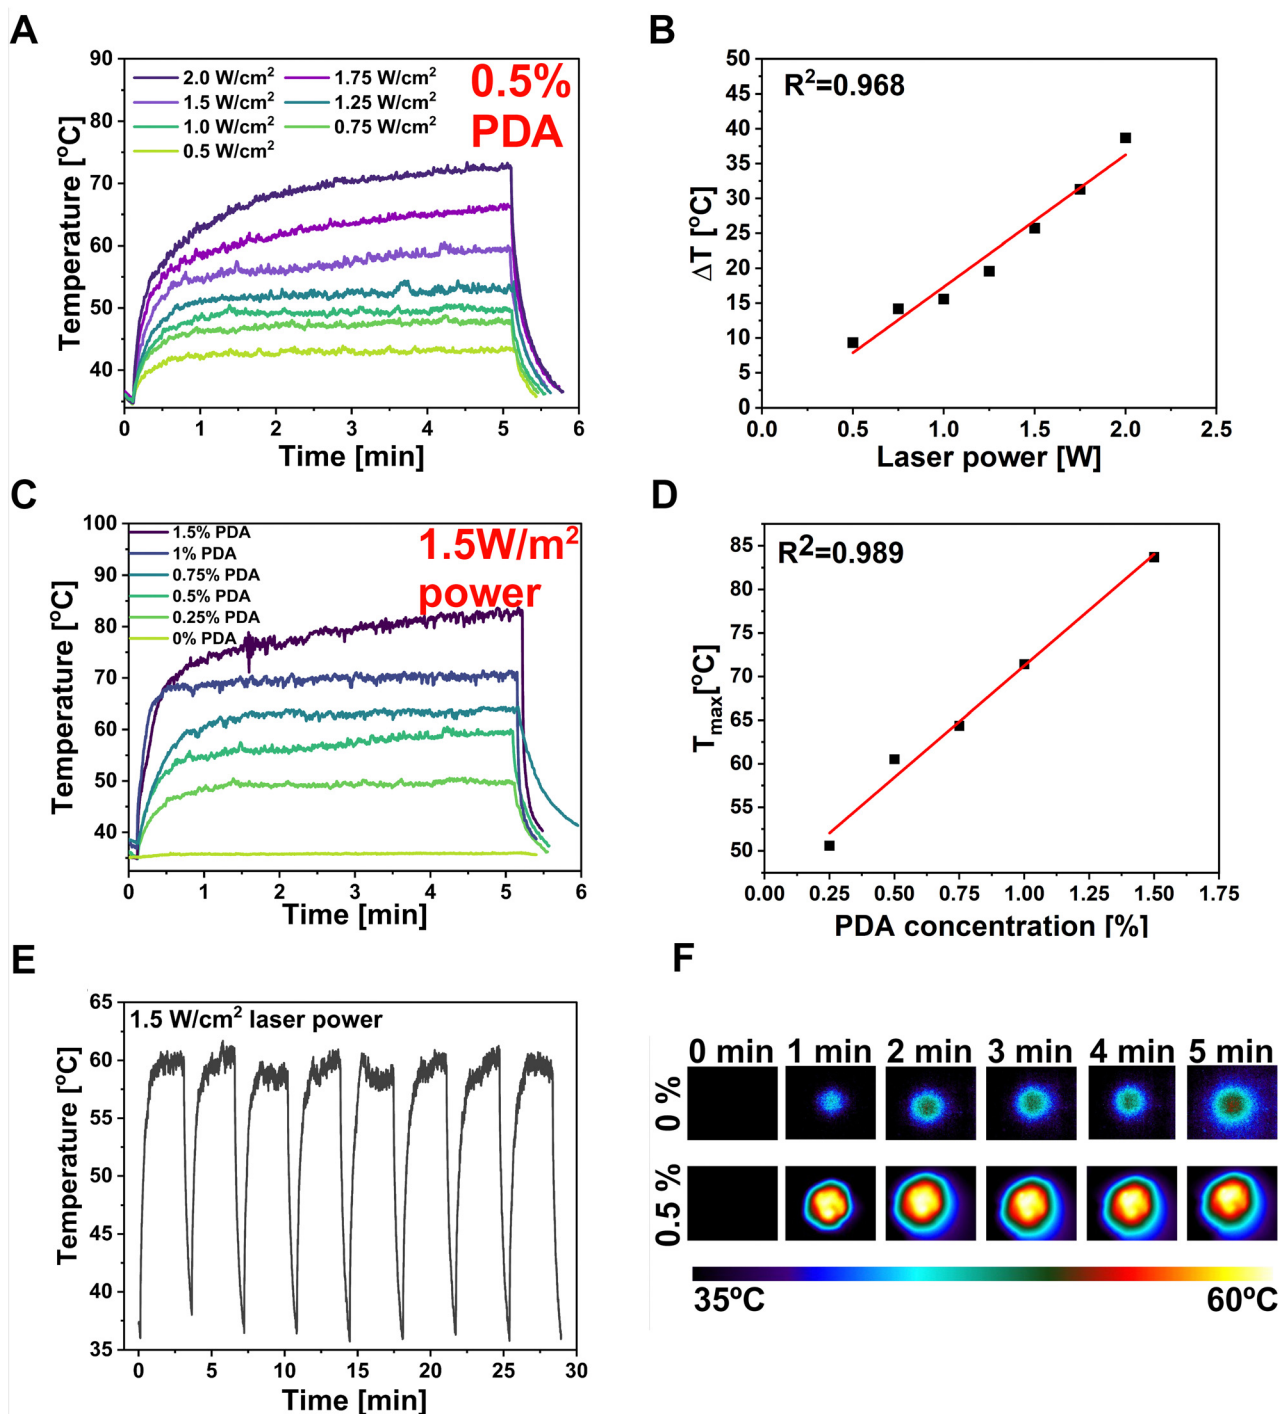 A
90
80
70
60
50
40
0
1
2
3
4
5
6
Temperature [ºC]
Time [min]
2.0 W/cm²
1.75 W/cm²
1.5 W/cm²
1.25 W/cm²
1.0 W/cm²
0.75 W/cm²
0.5 W/cm²
0.5%
PDA
B
R²=0.968
50
45
40
35
30
25
20
15
10
5
0
0.0
0.5
1.0
1.5
2.0
2.5
ΔT [ºC]
Laser power [W]
C
100
90
80
70
60
50
40
0
1
2
3
4
5
6
Temperature [ºC]
Time [min]
1.5% PDA
1% PDA
0.75% PDA
0.5% PDA
0.25% PDA
0% PDA
1.5W/m²
power
D
R²=0.989
85
80
75
70
65
60
55
50
0.00
0.25
0.50
0.75
1.00
1.25
1.50
1.75
Tmax[ºC]
PDA concentration [%]
E
1.5 W/cm² laser power
65
60
55
50
45
40
35
0
5
10
15
20
25
30
Temperature [ºC]
Time [min]
F
0 min 1 min 2 min 3 min 4 min 5 min
0 %
0.5 %
35ºC
60ºC